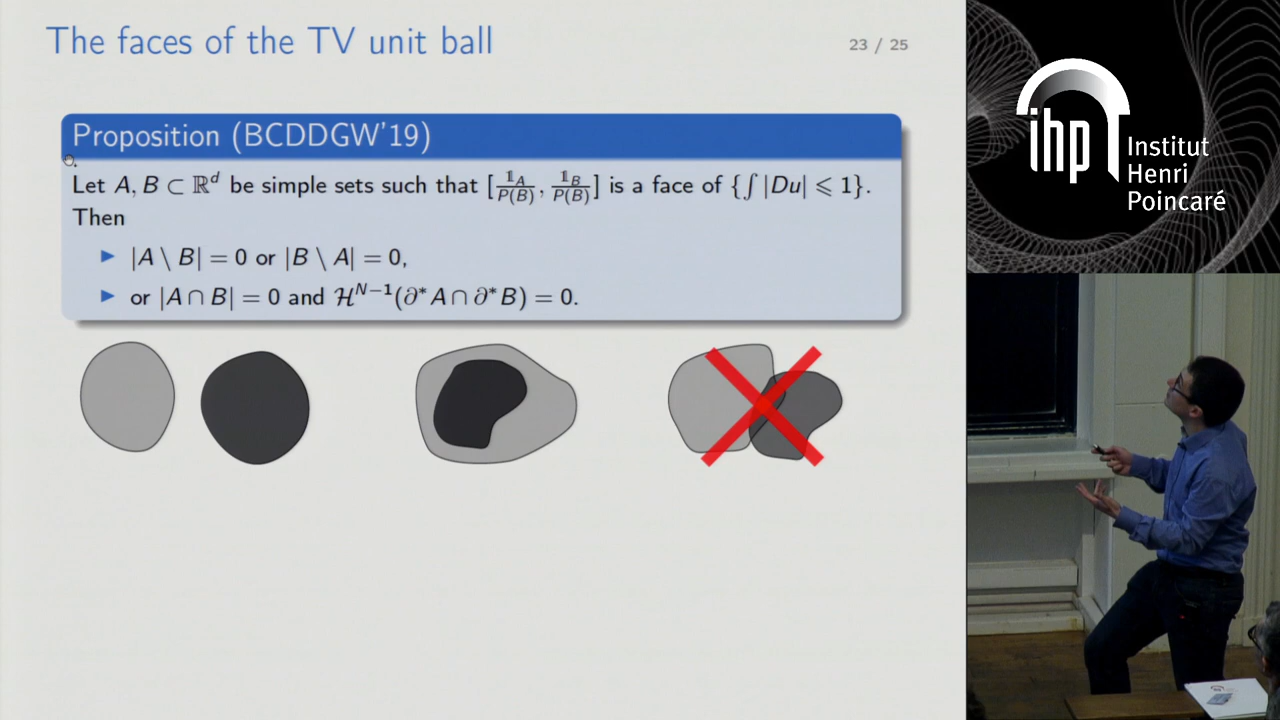 The faces of the TV unit ball
23 / 25
Proposition (BCDDGW'19)
Let A, B ⊂ ℝᵈ be simple sets such that [𝟙_A/P(B), 𝟙_B/P(B)] is a face of {∫ |Du| ⩽ 1}.
Then
▶ |A \ B| = 0 or |B \ A| = 0,
▶ or |A ∩ B| = 0 and ℋᴺ⁻¹(∂*A ∩ ∂*B) = 0.
ihp
Institut
Henri
Poincaré